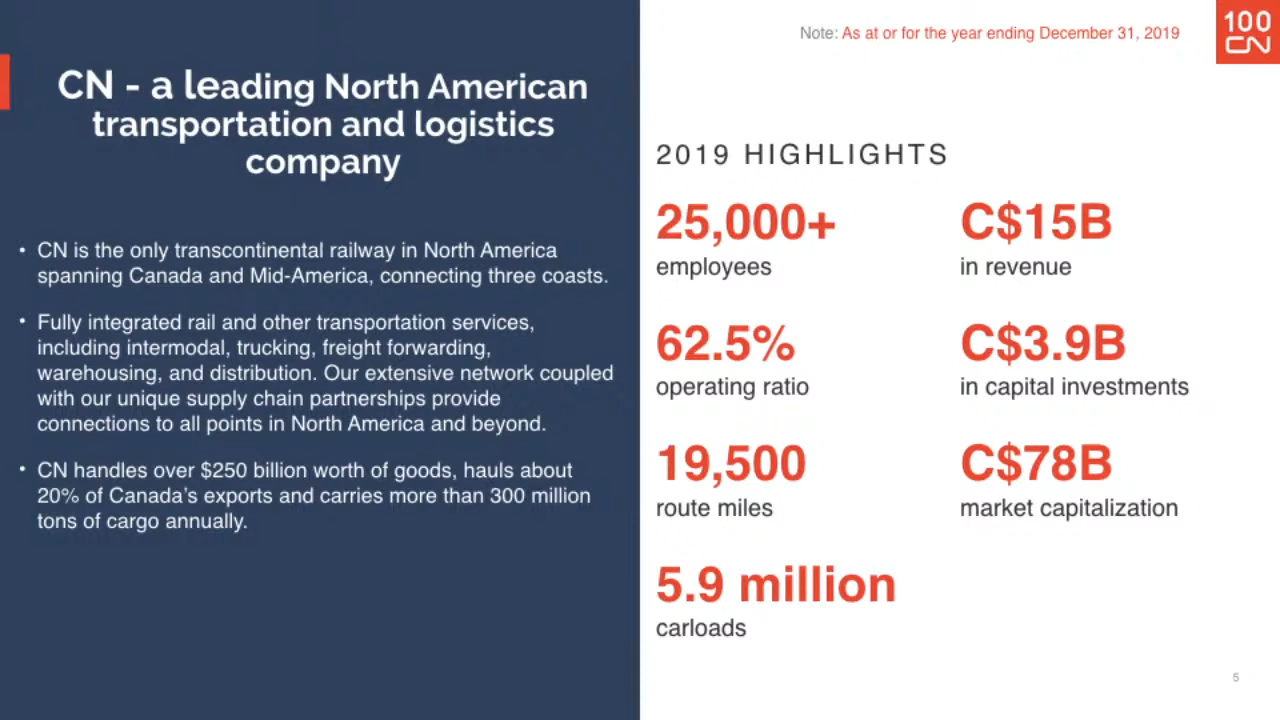 Note: As at or for the year ending December 31, 2019
100
CN
CN - a leading North American
transportation and logistics
company
• CN is the only transcontinental railway in North America
spanning Canada and Mid-America, connecting three coasts.
• Fully integrated rail and other transportation services,
including intermodal, trucking, freight forwarding,
warehousing, and distribution. Our extensive network coupled
with our unique supply chain partnerships provide
connections to all points in North America and beyond.
• CN handles over $250 billion worth of goods, hauls about
20% of Canada's exports and carries more than 300 million
tons of cargo annually.
2019 HIGHLIGHTS
25,000+
employees
C$15B
in revenue
62.5%
operating ratio
C$3.9B
in capital investments
19,500
route miles
C$78B
market capitalization
5.9 million
carloads
5